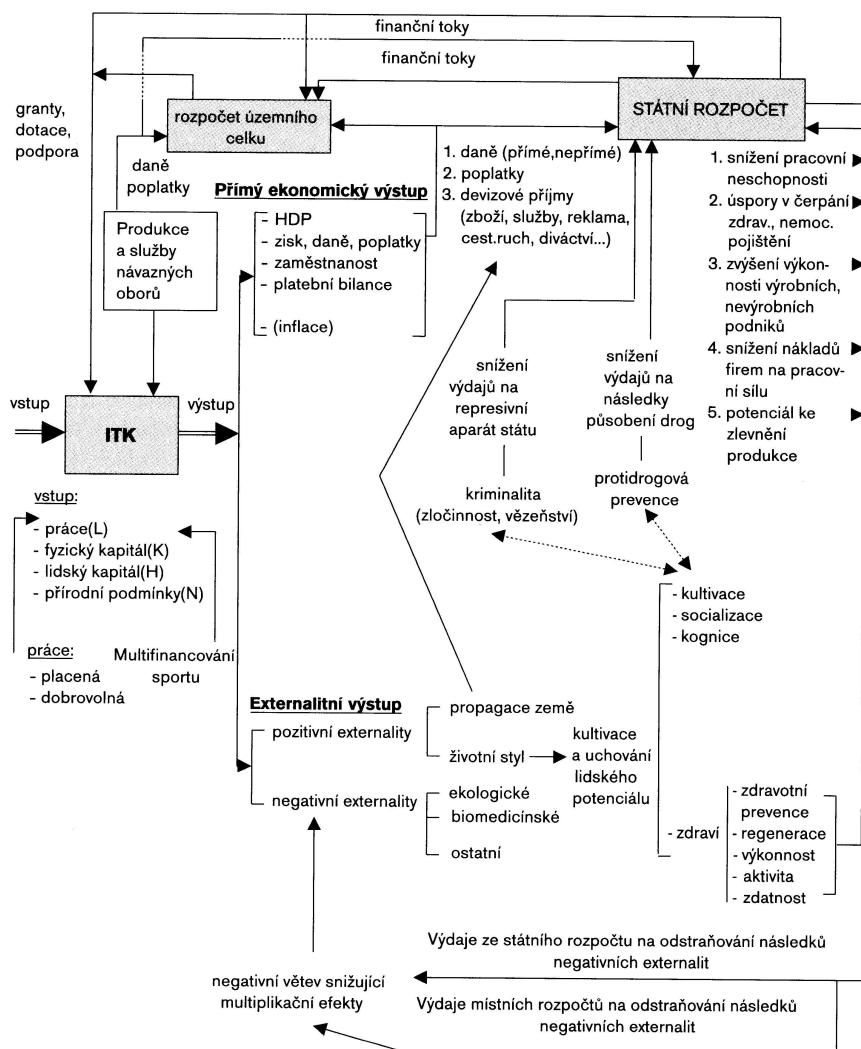 finanční toky
finanční toky
granty,
dotace,
podpora
rozpočet územního
celku
STÁTNÍ ROZPOČET
daně
poplatky
Produkce
a služby
návazných
oborů
Přímý ekonomický výstup
- HDP
- zisk, daně, poplatky
- zaměstnanost
- platební bilance
- (inflace)
1. daně (přímé,nepřímé)
2. poplatky
3. devizové příjmy
(zboží, služby, reklama,
cest.ruch, diváctví...)
1. snížení pracovní
neschopnosti
2. úspory v čerpání
zdrav., nemoc.
pojištění
3. zvýšení výkon-
nosti výrobních,
nevýrobních
podniků
4. snížení nákladů
firem na pracov-
ní sílu
5. potenciál ke
zlevnění
produkce
snížení
výdajů na
represivní
aparát státu
snížení
výdajů na
následky
působení drog
vstup
ITK
výstup
kriminalita
(zločinnost, vězeňství)
protidrogová
prevence
vstup:
- práce(L)
- fyzický kapitál(K)
- lidský kapitál(H)
- přírodní podmínky(N)
práce:
- placená
- dobrovolná
Multifinancování
sportu
- kultivace
- socializace
- kognice
Externalitní výstup
pozitivní externality
negativní externality
propagace země
životní styl
ekologické
biomedicínské
ostatní
kultivace
a uchování
lidského
potenciálu
- zdraví
- zdravotní
prevence
- regenerace
- výkonnost
- aktivita
- zdatnost
Výdaje ze státního rozpočtu na odstraňování následků
negativních externalit
negativní větev snižující
multiplikační efekty
Výdaje místních rozpočtů na odstraňování následků
negativních externalit